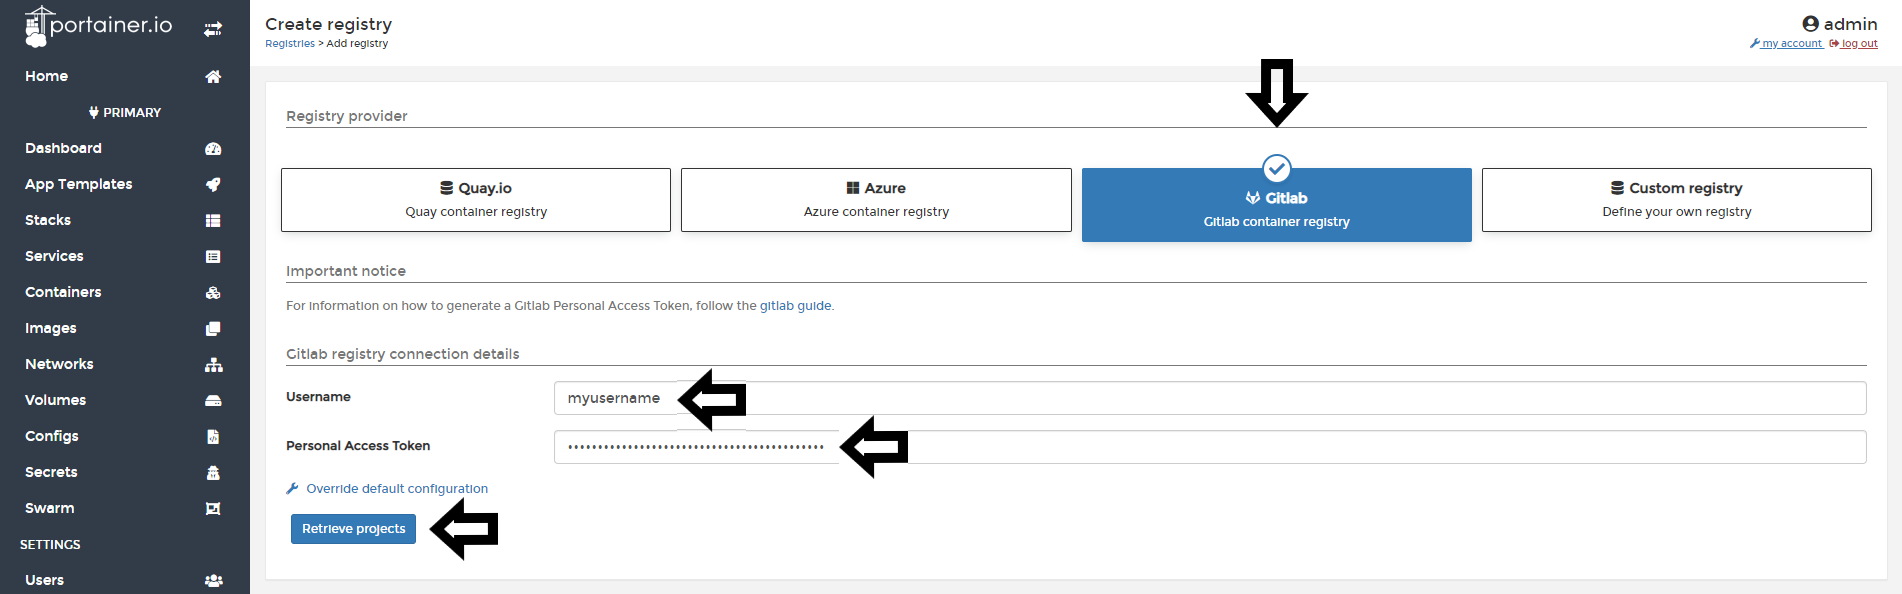 portainer.io
Home
PRIMARY
Dashboard
App Templates
Stacks
Services
Containers
Images
Networks
Volumes
Configs
Secrets
Swarm
SETTINGS
Users
Create registry
Registries > Add registry
admin
my account log out
Registry provider
Quay.io
Quay container registry
Azure
Azure container registry
Gitlab
Gitlab container registry
Custom registry
Define your own registry
Important notice
For information on how to generate a Gitlab Personal Access Token, follow the gitlab guide.
Gitlab registry connection details
Username myusername
Personal Access Token
Override default configuration
Retrieve projects